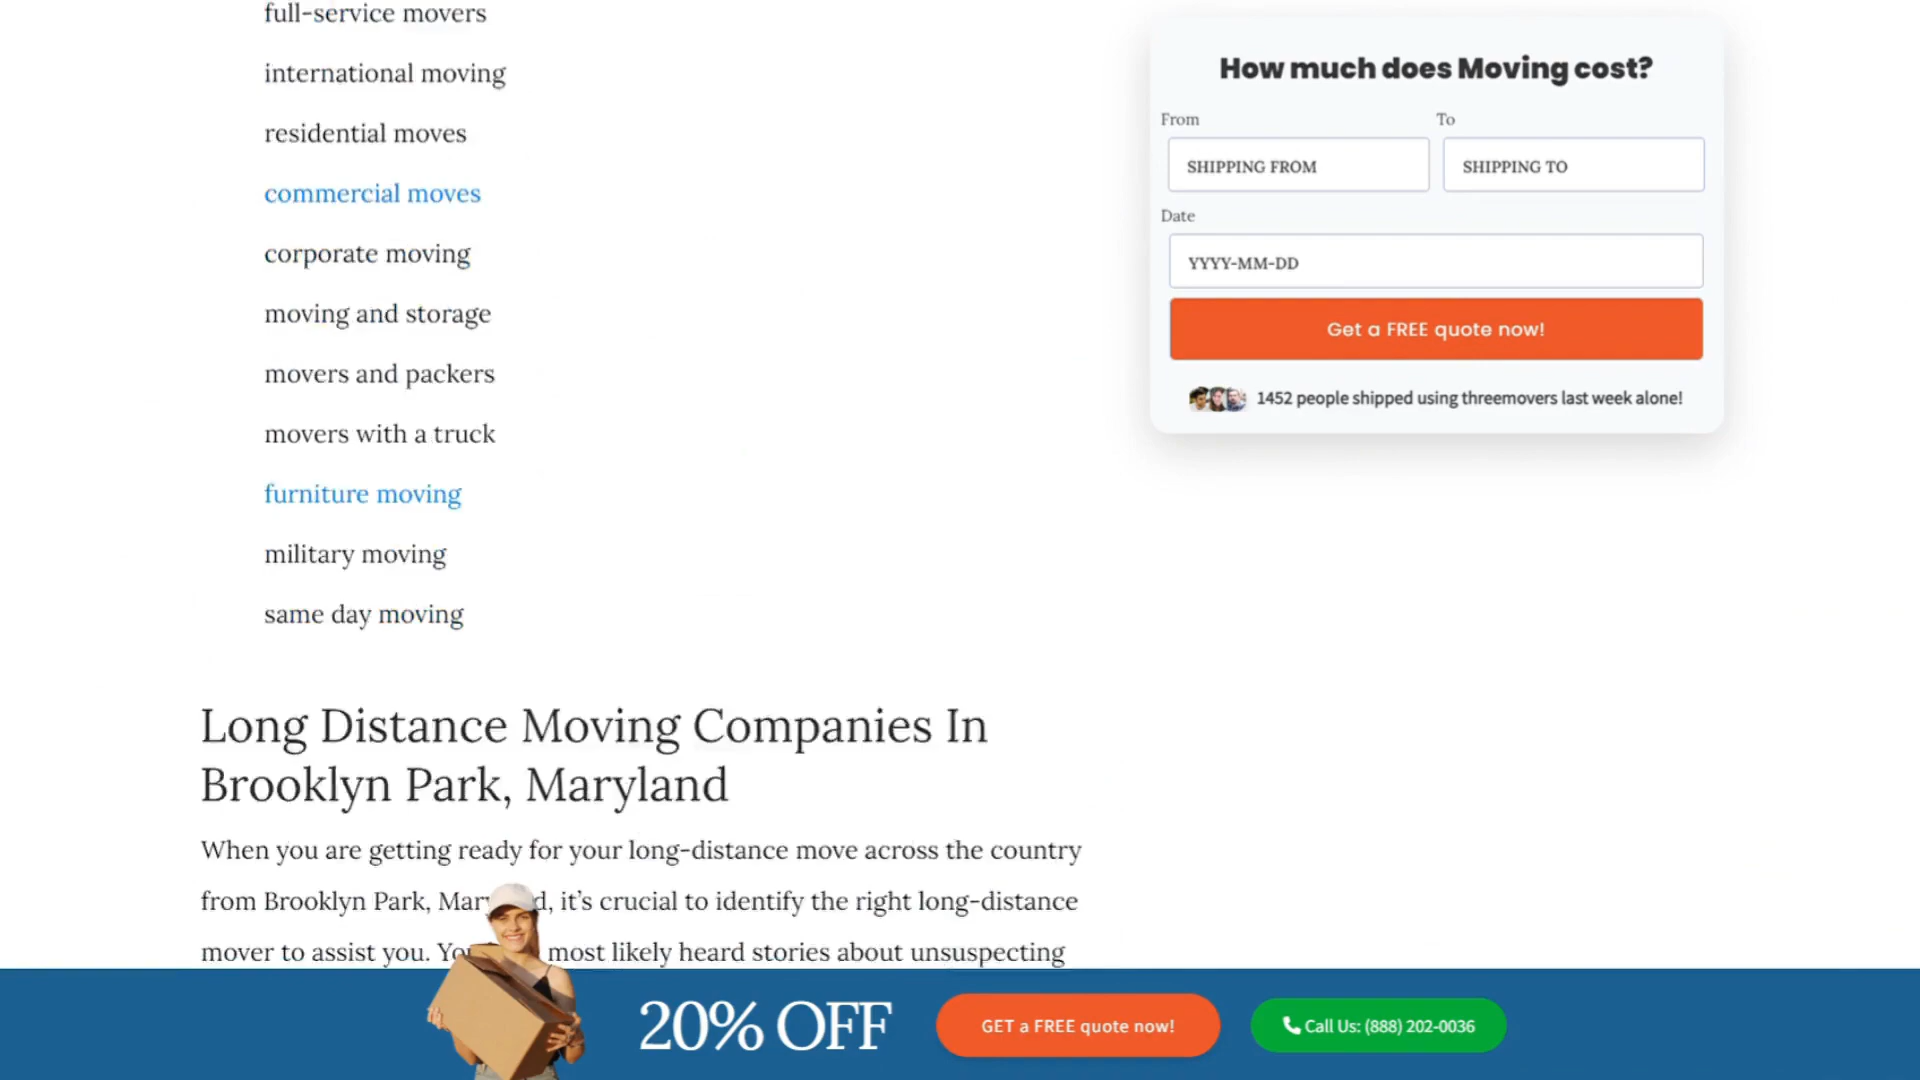 full-service movers
international moving
residential moves
commercial moves
corporate moving
moving and storage
movers and packers
movers with a truck
furniture moving
military moving
same day moving
Long Distance Moving Companies In
Brooklyn Park, Maryland
When you are getting ready for your long-distance move across the country
from Brooklyn Park, it's crucial to identify the right long-distance
mover to assist you. most likely heard stories about unsuspecting
How much does Moving cost?
From To
SHIPPING FROM SHIPPING TO
Date
YYYY-MM-DD
Get a FREE quote now!
1452 people shipped using threemovers last week alone!
20% OFF GET a FREE quote now! Call Us: (888) 202-0036